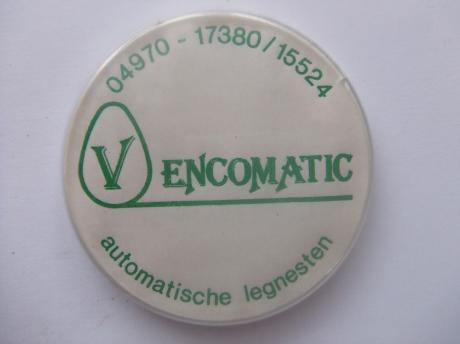 04970 - 17380/15524
VENCOMATIC
automatische legnesten